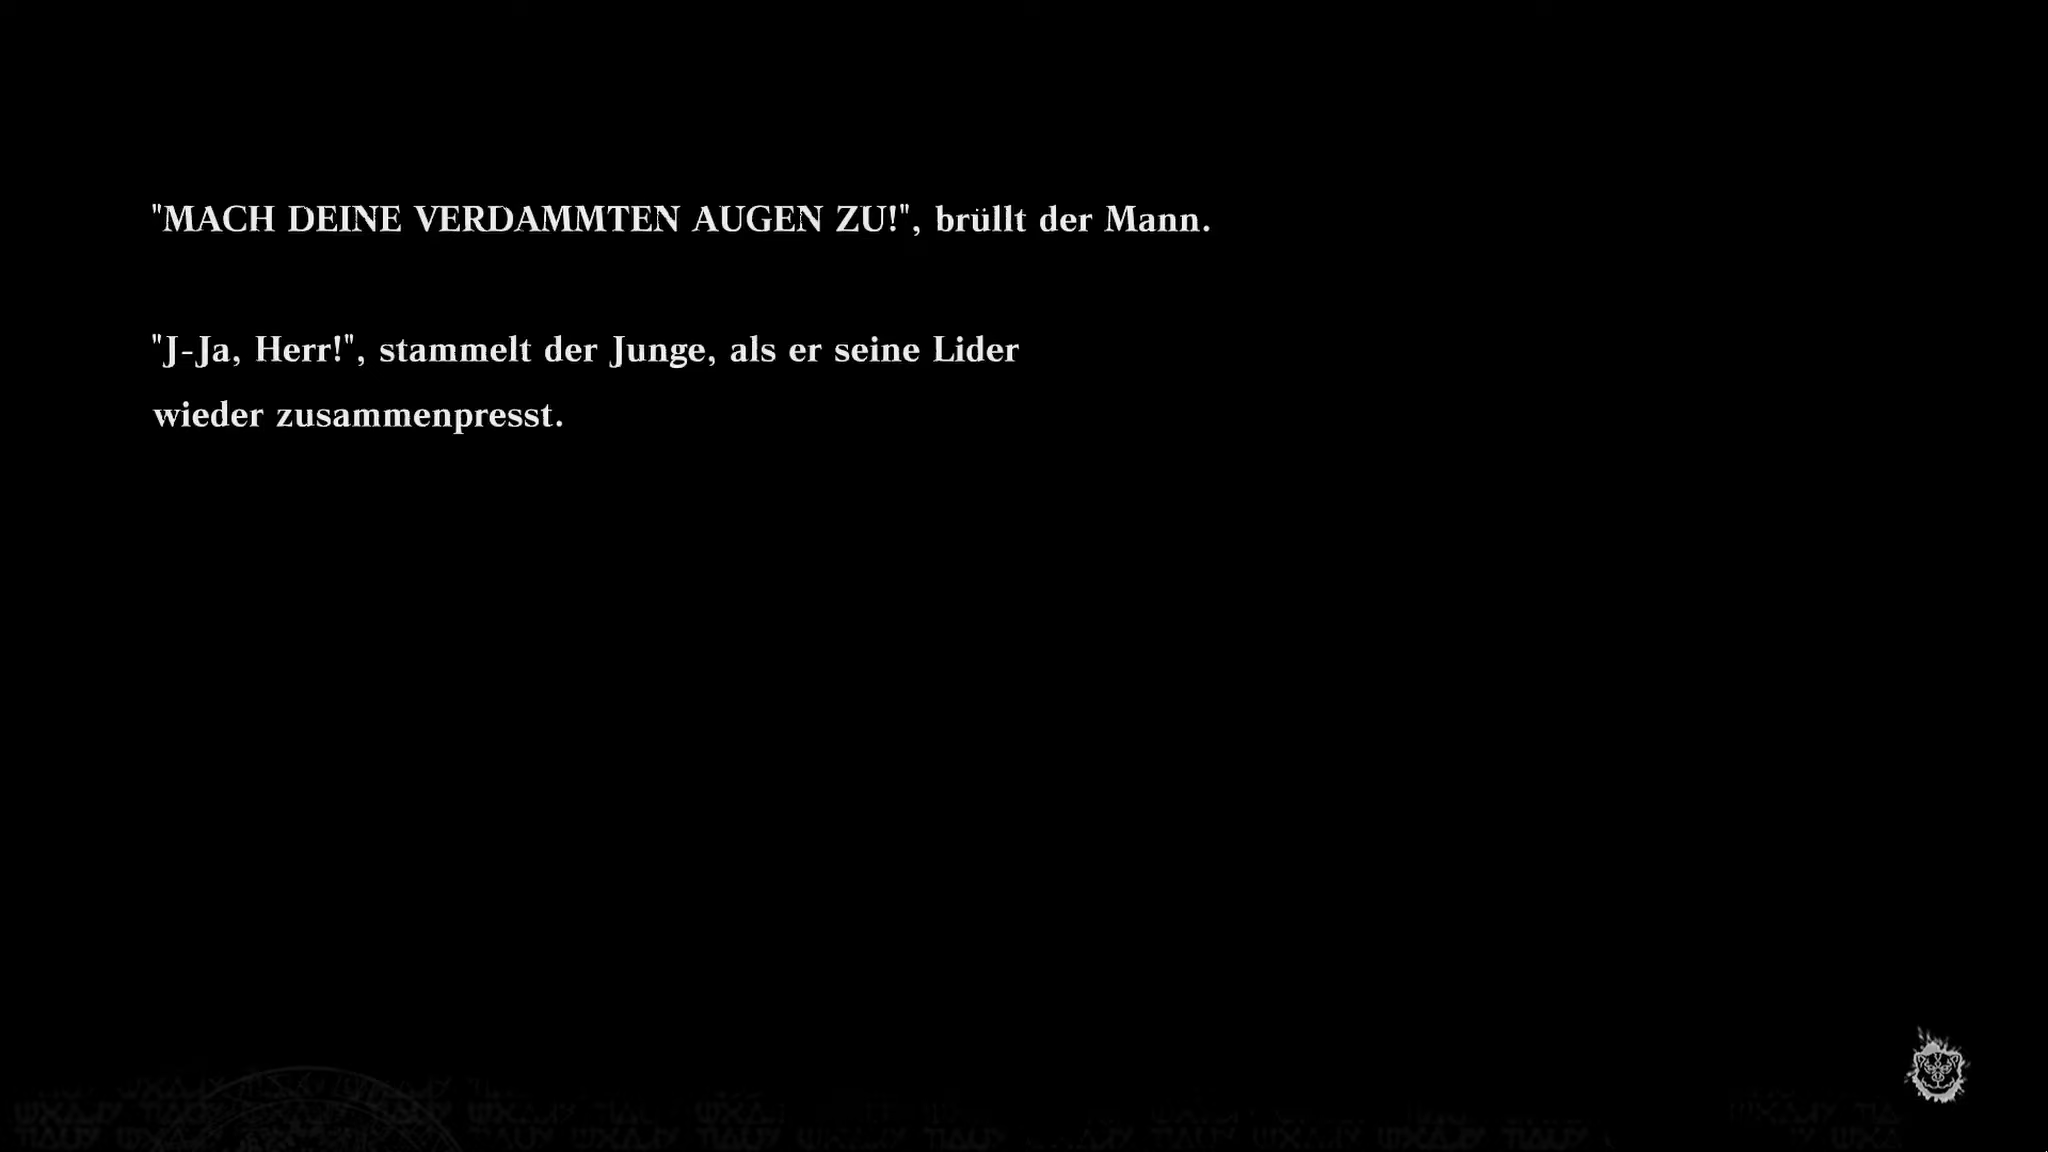 "MACH DEINE VERDAMMTEN AUGEN ZU!", brüllt der Mann.
"J-Ja, Herr!", stammelt der Junge, als er seine Lider
wieder zusammenpresst.